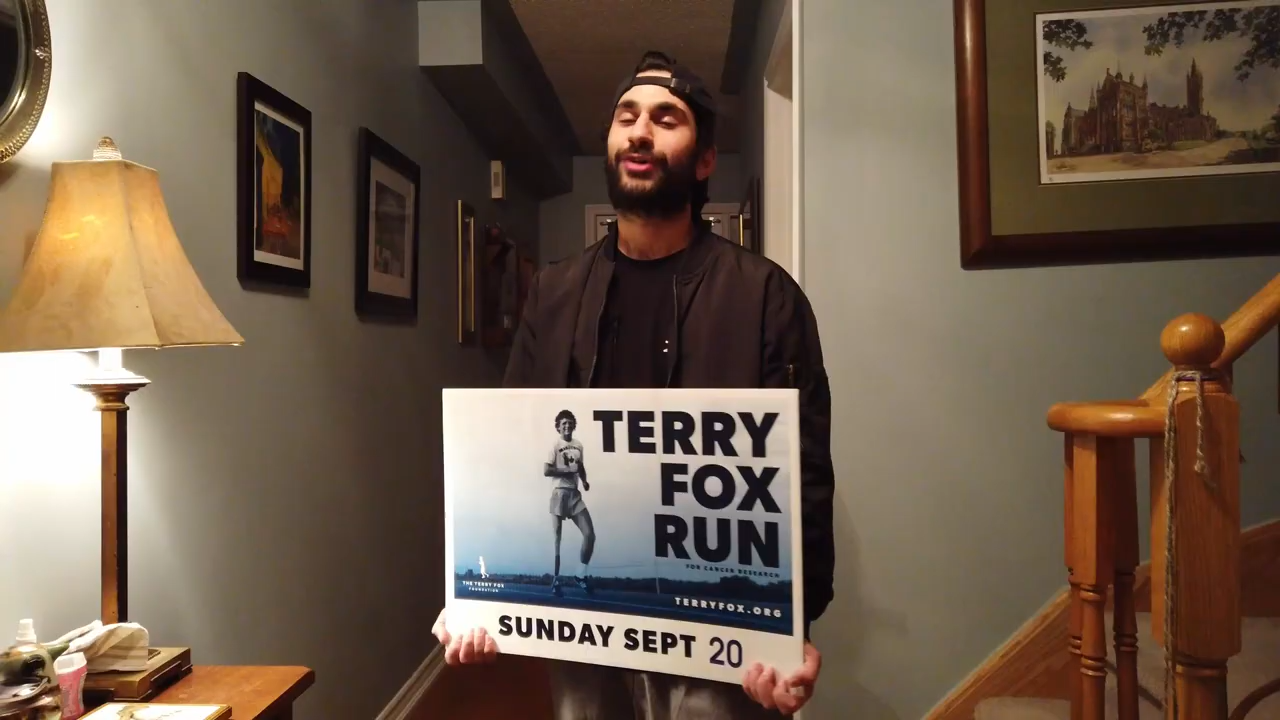 TERRY
FOX
RUN
FOR CANCER RESEARCH
THE TERRY FOX
FOUNDATION
TERRYFOX.ORG
SUNDAY SEPT 20